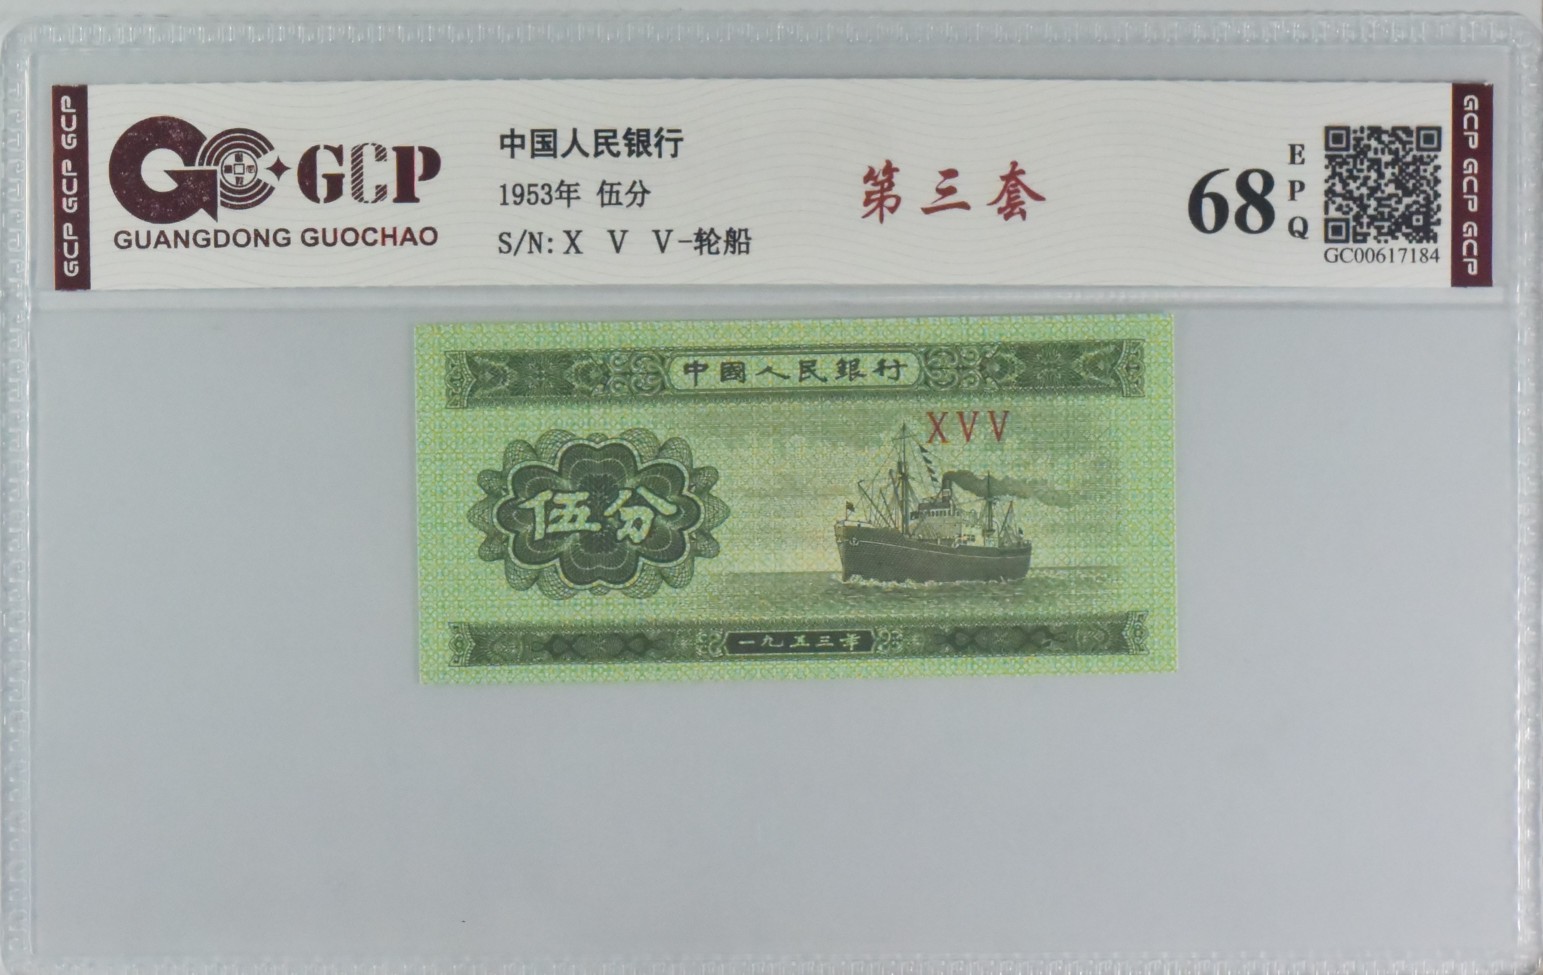 GCP GCP GCP
GCP
GUANGDONG GUOCHAO
中国人民银行
1953年 伍分
S/N: X V V-轮船
第三套
68
EPQ
GC00617184
GCP GCP GCP
中國人民銀行
XVV
伍分
一九五三年